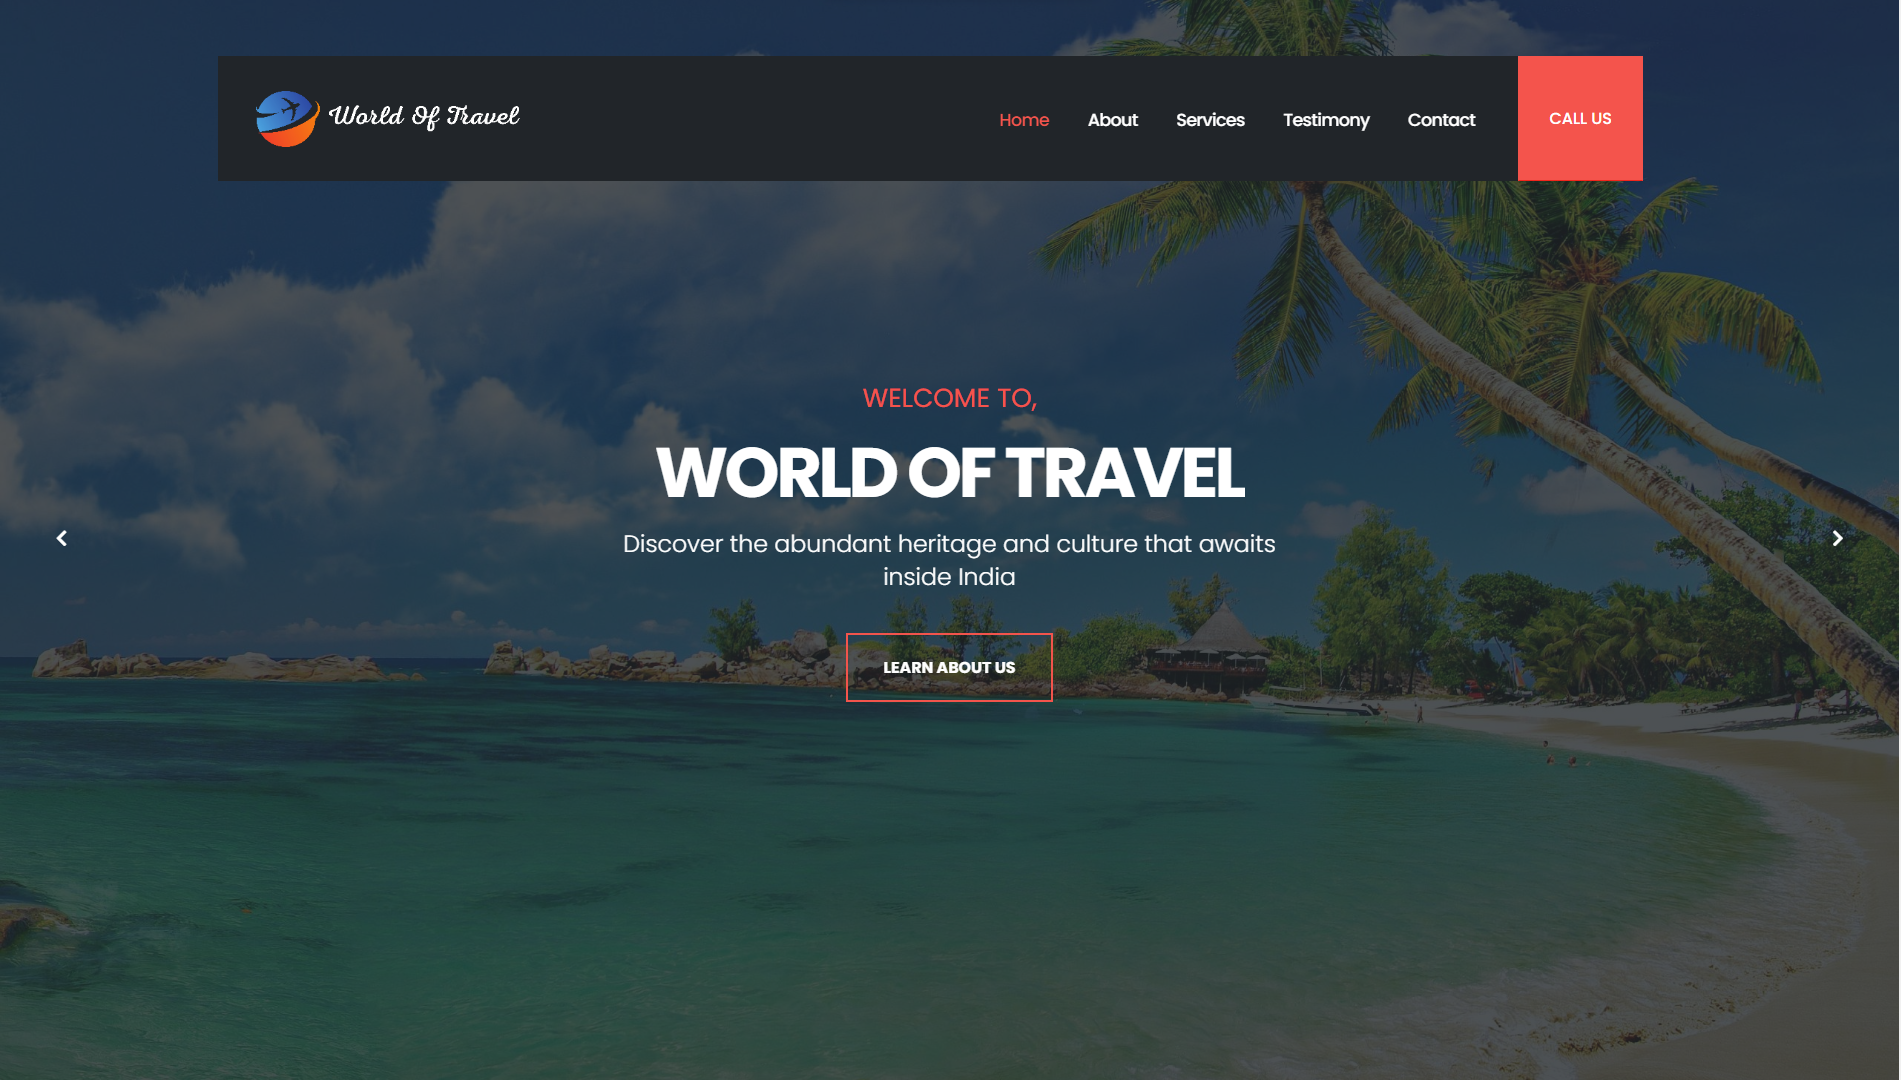 World Of Travel
Home About Services Testimony Contact CALL US
WELCOME TO,
WORLD OF TRAVEL
Discover the abundant heritage and culture that awaits
inside India
LEARN ABOUT US